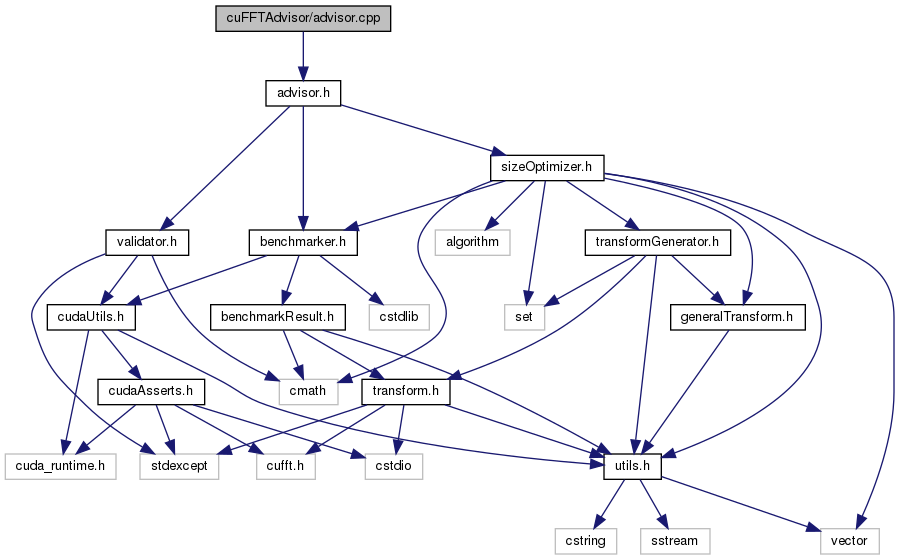 cuFFTAdvisor/advisor.cpp
advisor.h
sizeOptimizer.h
validator.h
benchmarker.h
algorithm
transformGenerator.h
cudaUtils.h
benchmarkResult.h
cstdlib
set
generalTransform.h
cudaAsserts.h
cmath
transform.h
cuda_runtime.h
stdexcept
cufft.h
cstdio
utils.h
cstring
sstream
vector